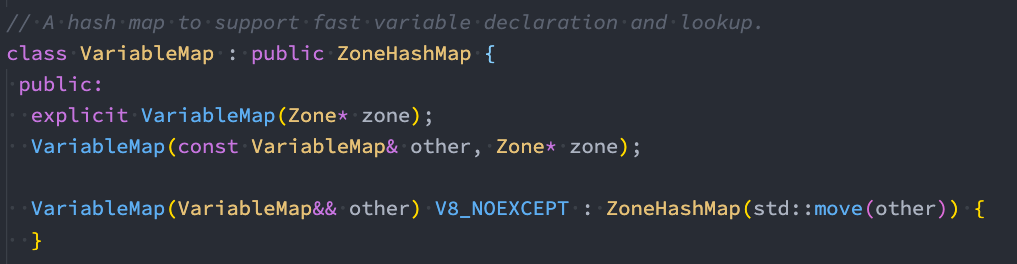 // A hash map to support fast variable declaration and lookup.
class VariableMap : public ZoneHashMap {
 public:
  explicit VariableMap(Zone* zone);
  VariableMap(const VariableMap& other, Zone* zone);

  VariableMap(VariableMap&& other) V8_NOEXCEPT : ZoneHashMap(std::move(other)) {
  }